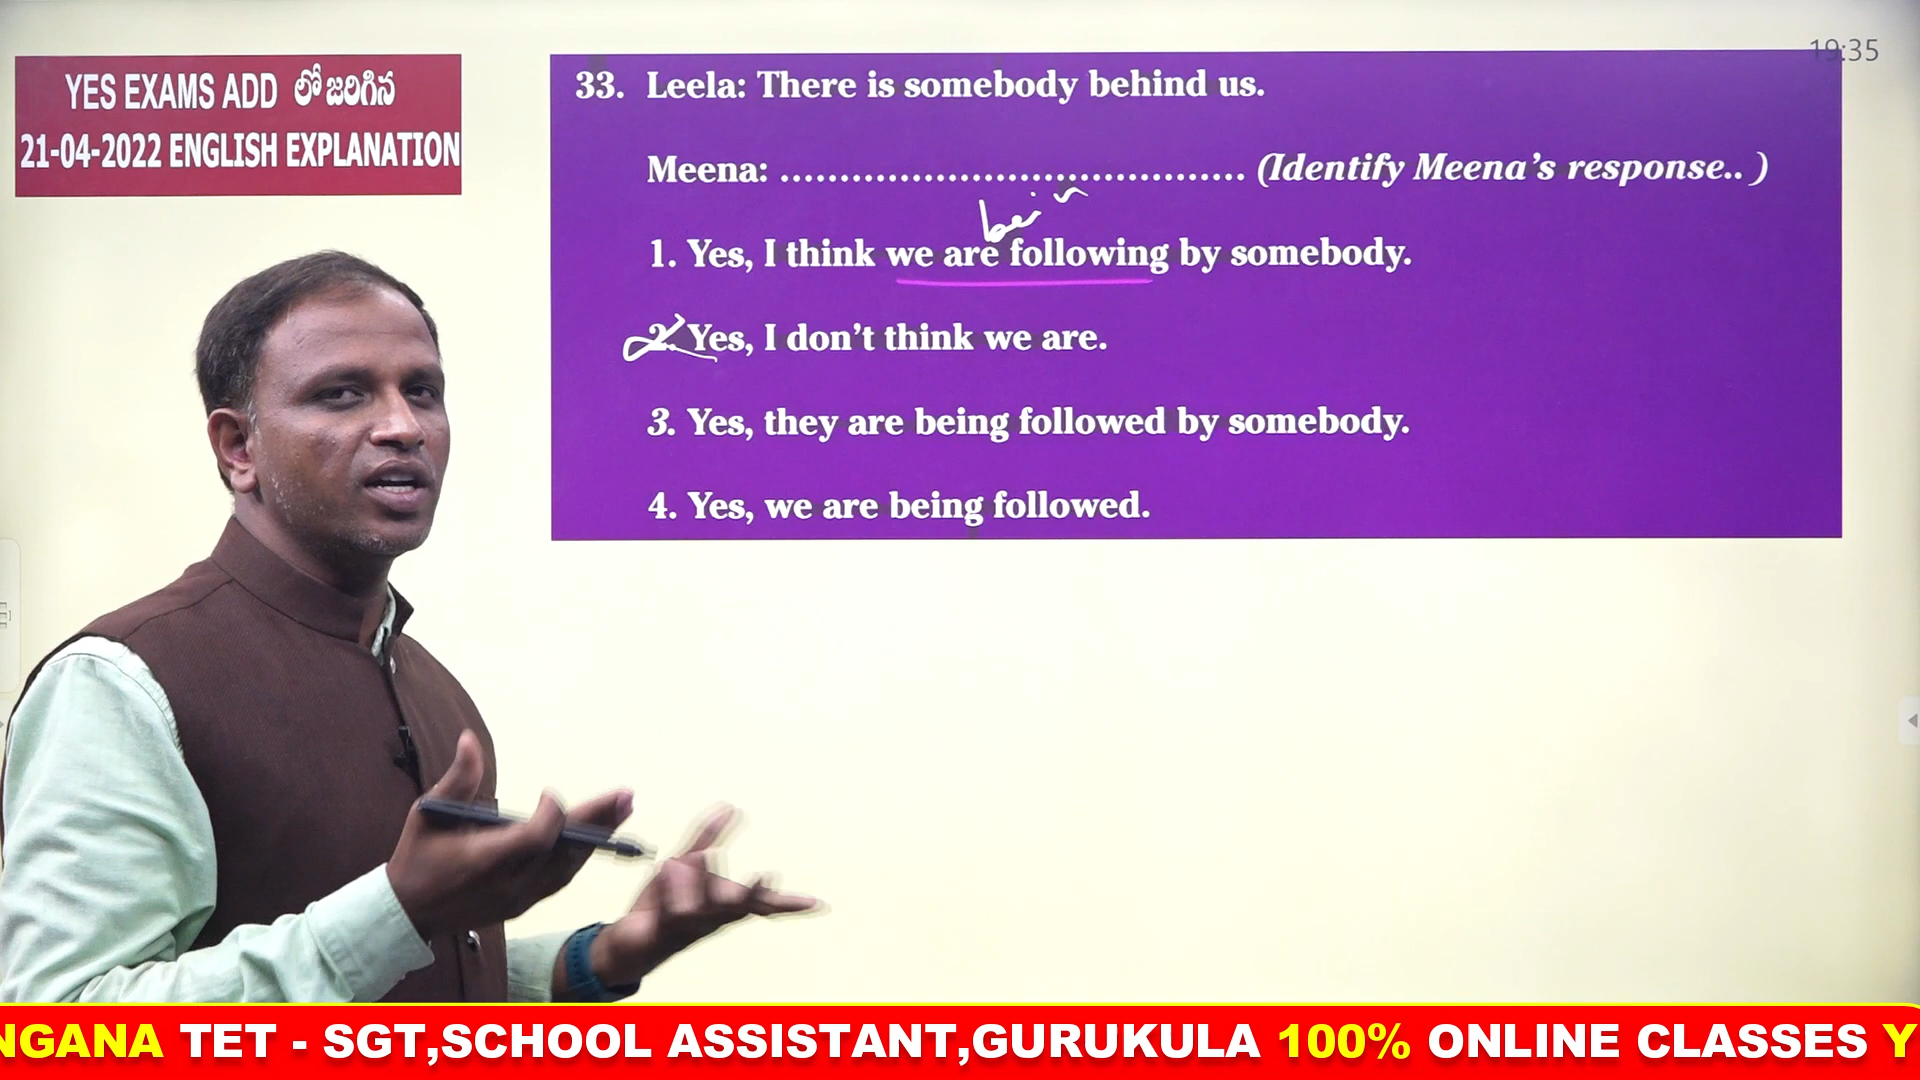 YES EXAMS ADD లో జరిగిన
21-04-2022 ENGLISH EXPLANATION
19:35
33. Leela: There is somebody behind us.
Meena: ....................................... (Identify Meena's response.. )
bei
1. Yes, I think we are following by somebody.
2. Yes, I don't think we are.
3. Yes, they are being followed by somebody.
4. Yes, we are being followed.
NGANA TET - SGT,SCHOOL ASSISTANT,GURUKULA 100% ONLINE CLASSES Y